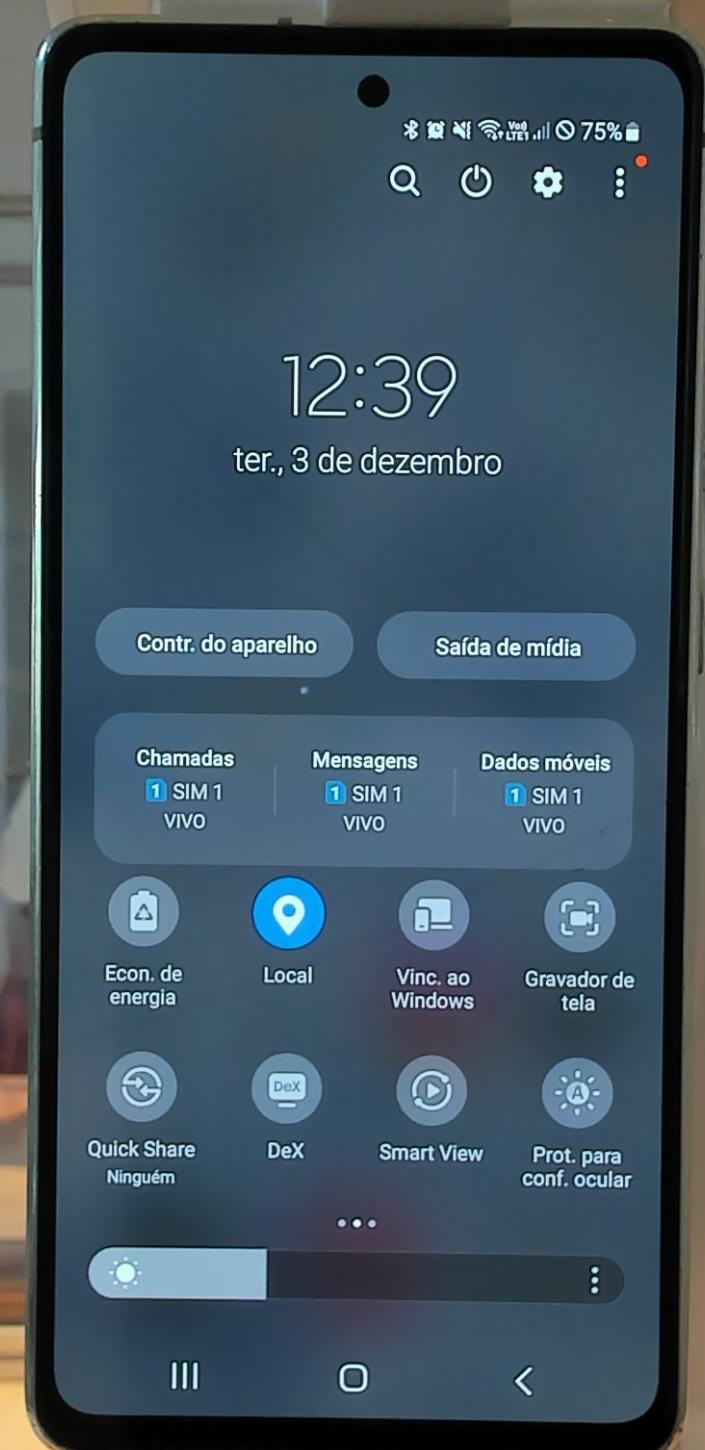 Vo) LTE1 75%
12:39
ter., 3 de dezembro
Contr. do aparelho
Saída de mídia
Chamadas
1 SIM 1
VIVO
Mensagens
1 SIM 1
VIVO
Dados móveis
1 SIM 1
VIVO
Econ. de
energia
Local
Vinc. ao
Windows
Gravador de
tela
Quick Share
Ninguém
DeX
DeX
Smart View
A
Prot. para
conf. ocular